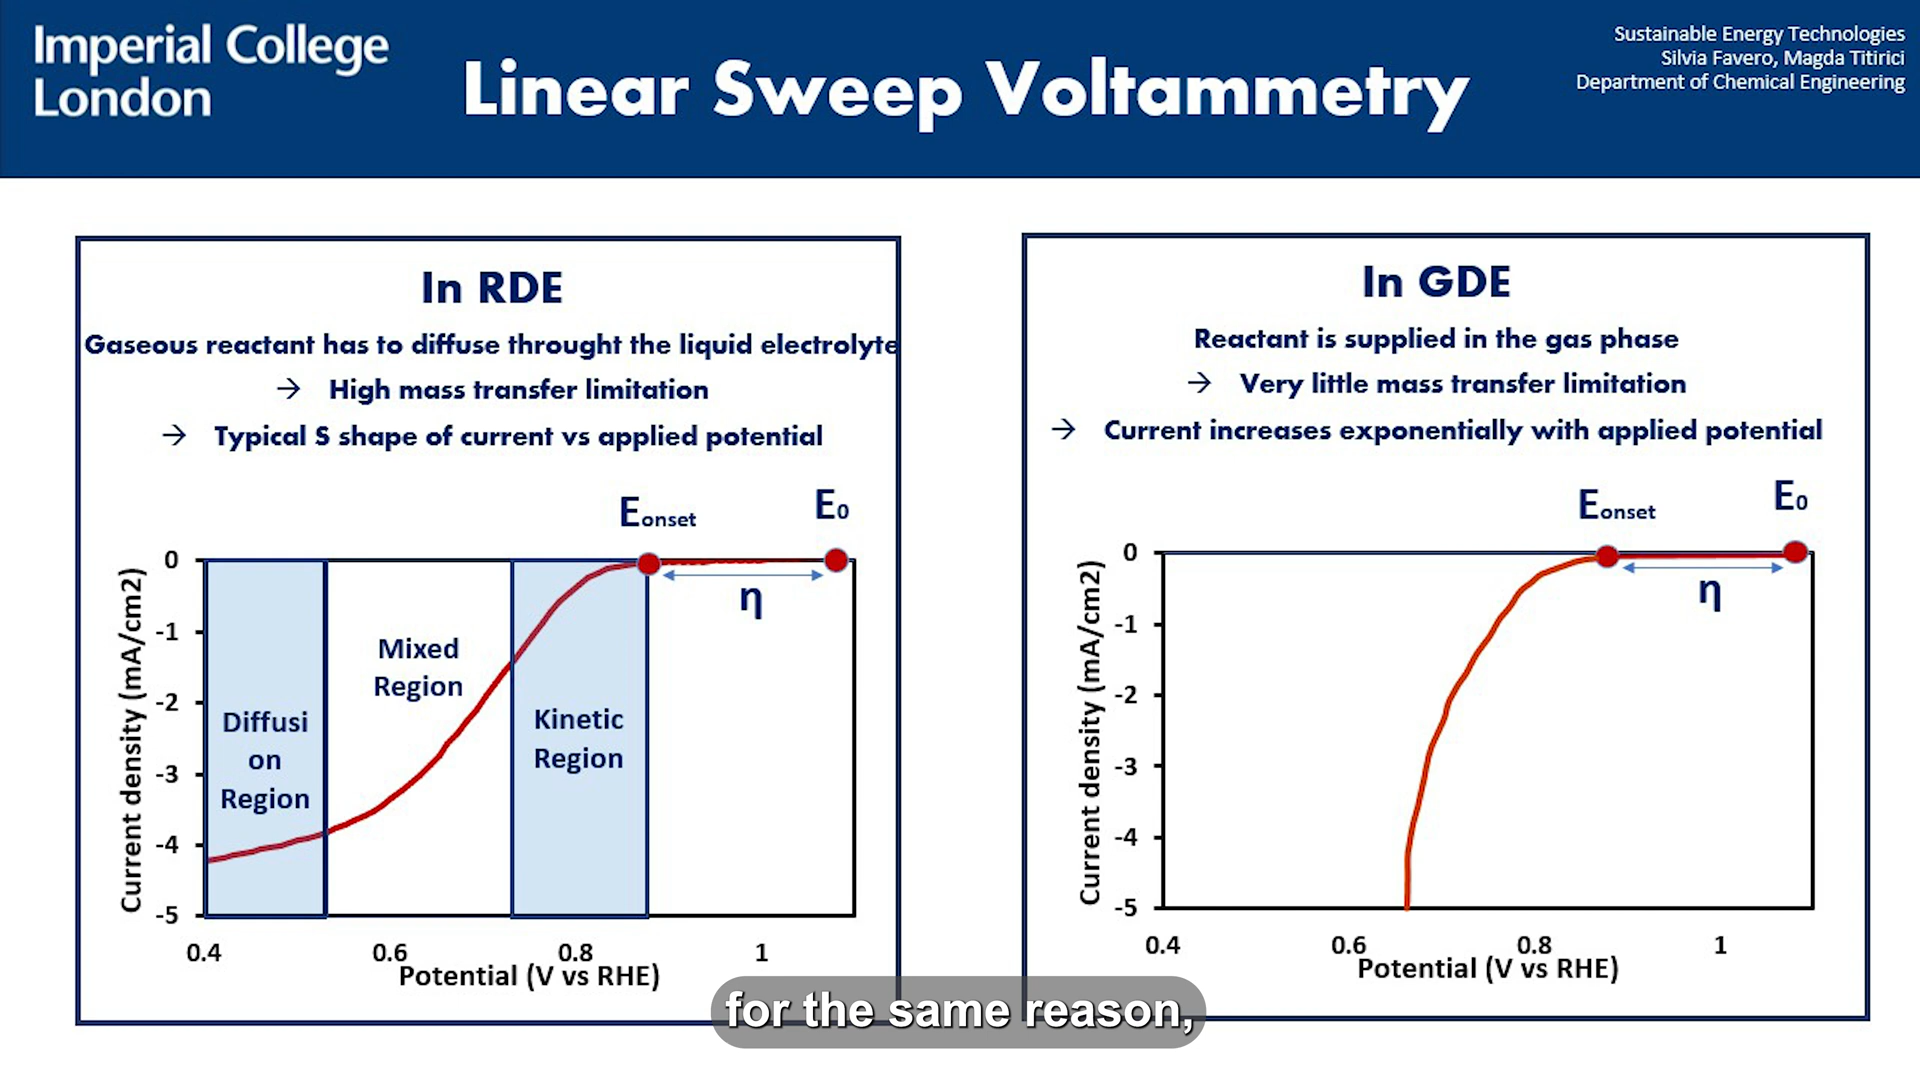 Imperial College
London
Linear Sweep Voltammetry
Sustainable Energy Technologies
Silvia Favero, Magda Titirici
Department of Chemical Engineering
In RDE
Gaseous reactant has to diffuse throught the liquid electrolyte
→ High mass transfer limitation
→ Typical S shape of current vs applied potential
Eonset
E0
η
Current density (mA/cm2)
0
-1
-2
-3
-4
-5
Diffusi
on
Region
Mixed
Region
Kinetic
Region
0.4 0.6 0.8 1
Potential (V vs RHE)
In GDE
Reactant is supplied in the gas phase
→ Very little mass transfer limitation
→ Current increases exponentially with applied potential
Eonset
E0
η
Current density (mA/cm2)
0
-1
-2
-3
-4
-5
0.4 0.6 0.8 1
Potential (V vs RHE)
for the same reason,